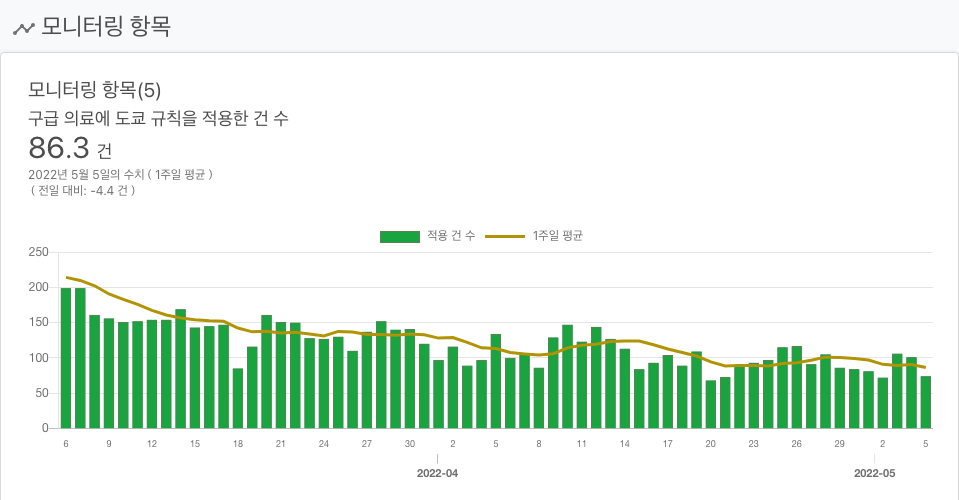 모니터링 항목
모니터링 항목(5)
구급 의료에 도쿄 규칙을 적용한 건 수
86.3 건
2022년 5월 5일의 수치 ( 1주일 평균 )
( 전일 대비: -4.4 건 )
적용 건 수 1주일 평균
250
200
150
100
50
0
6 9 12 15 18 21 24 27 30 2 5 8 11 14 17 20 23 26 29 2 5
2022-04 2022-05